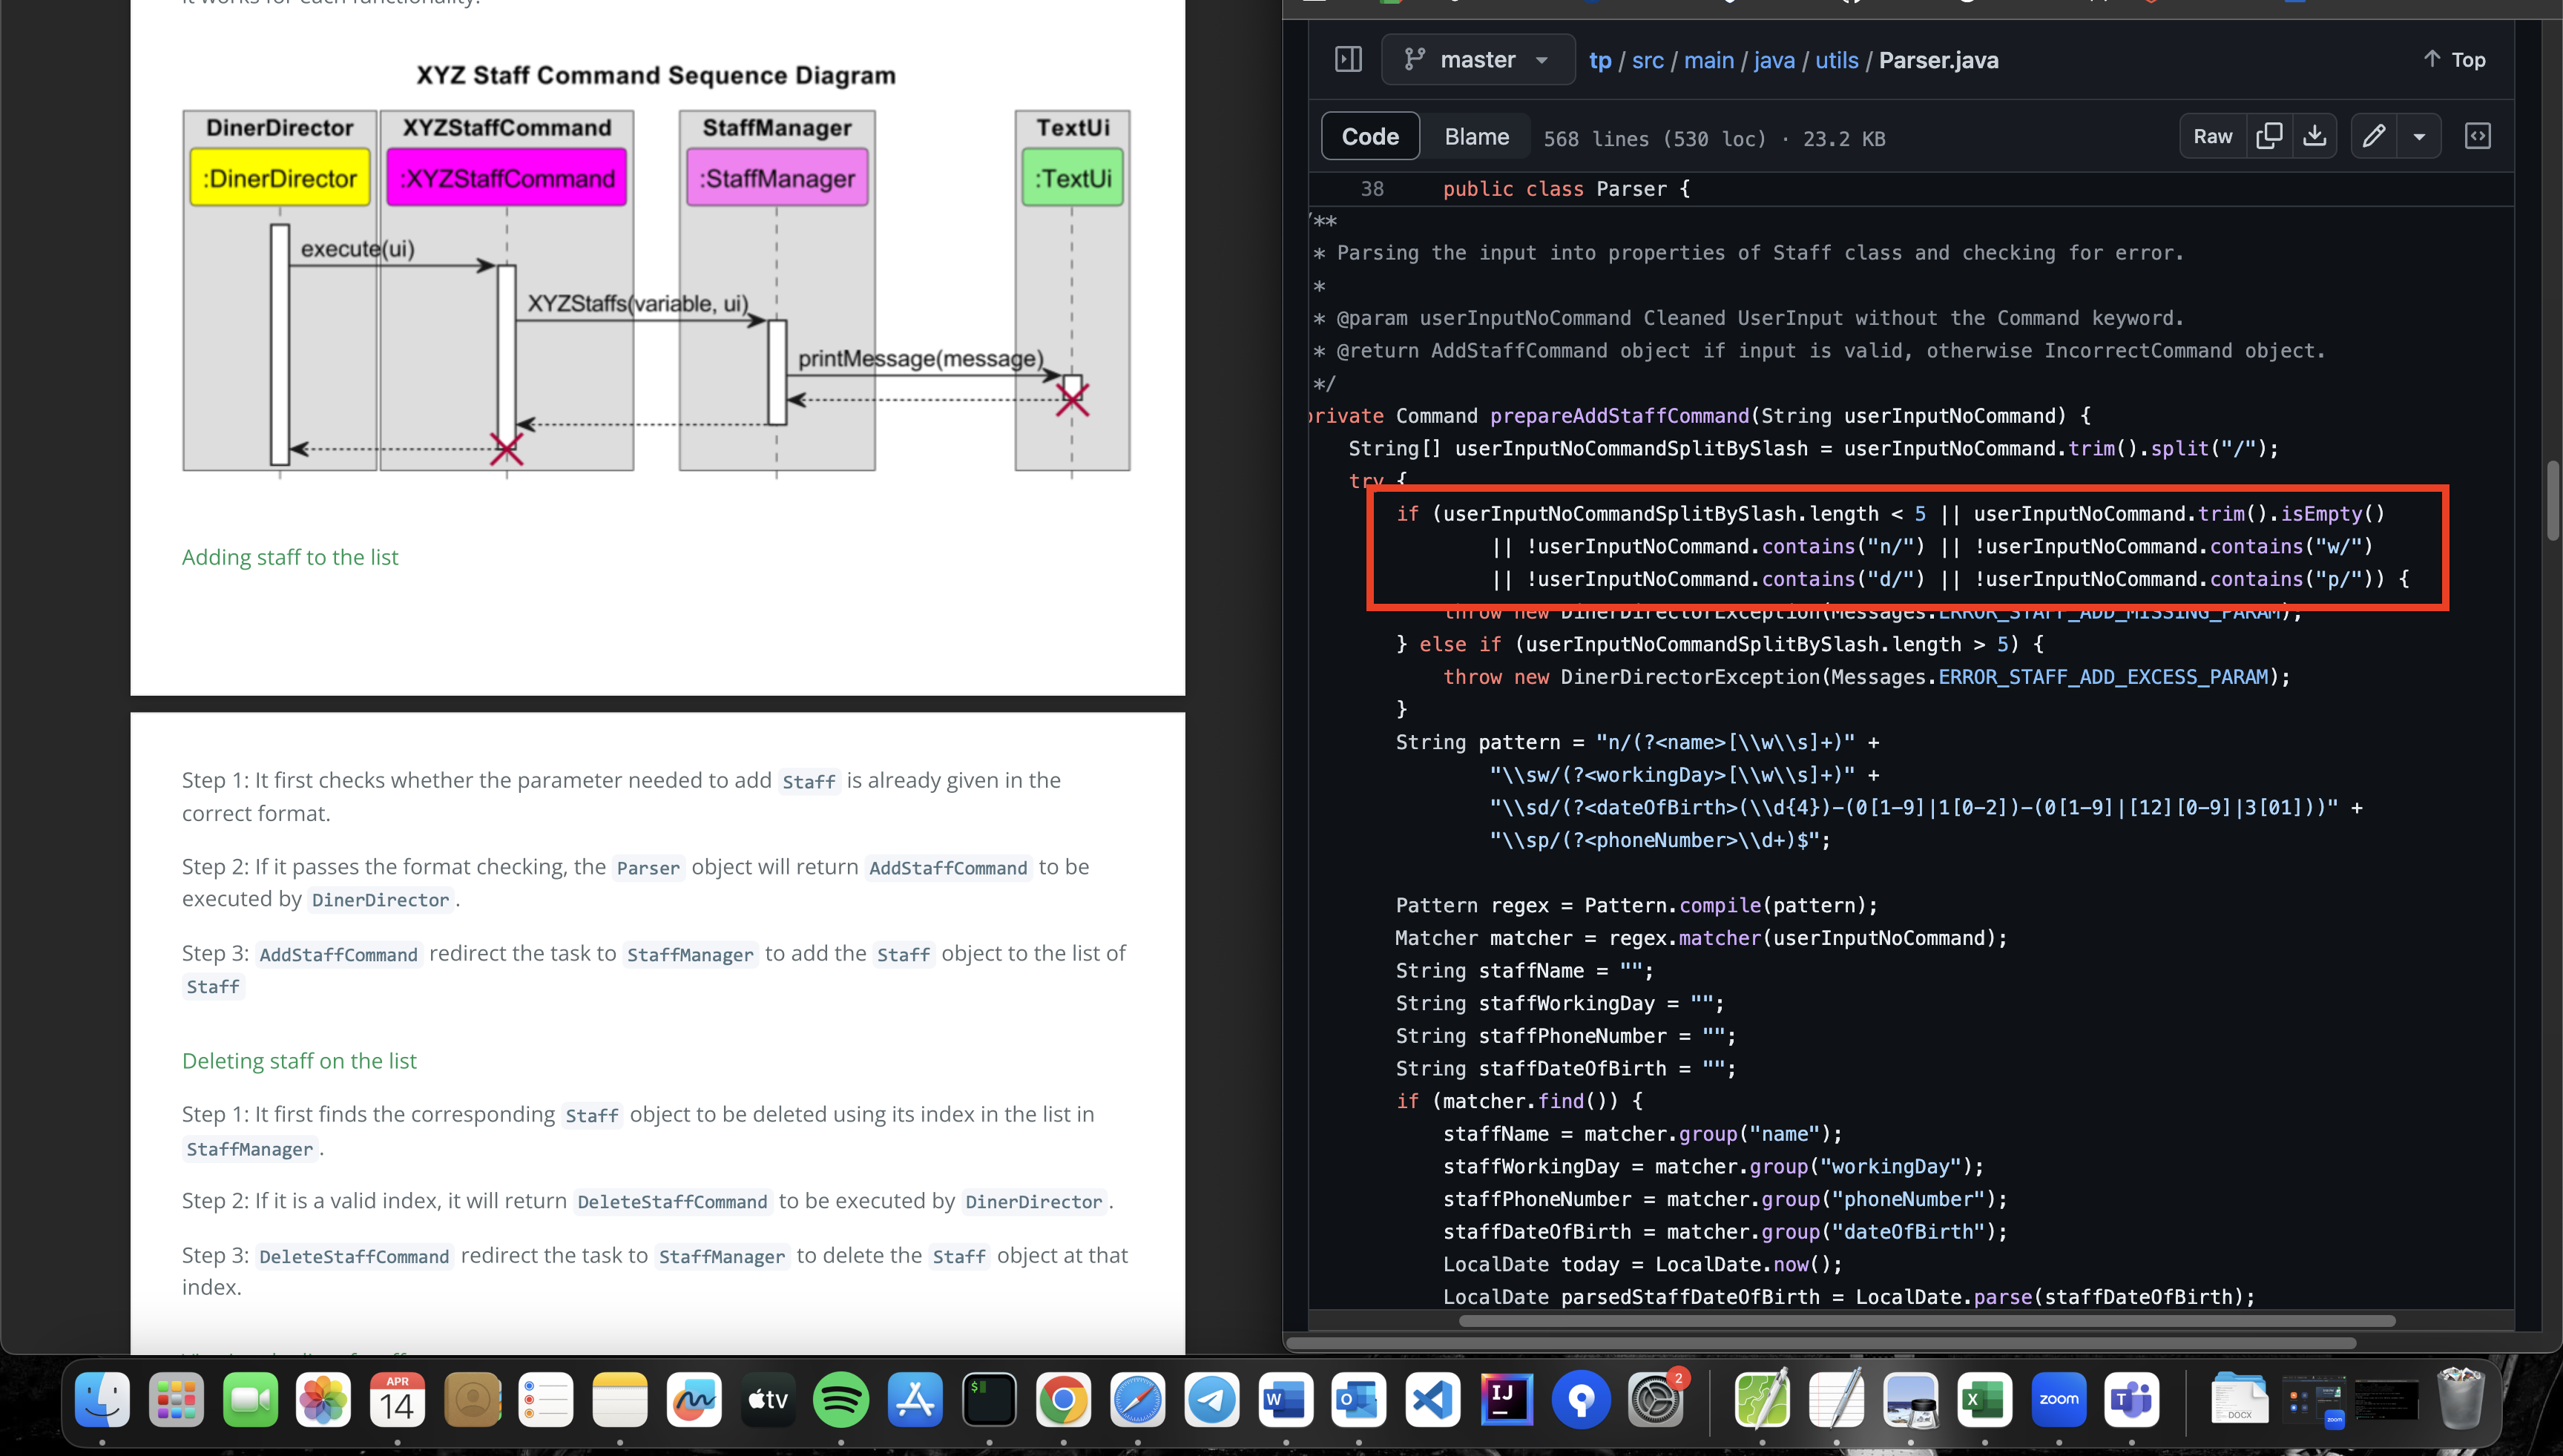 XYZ Staff Command Sequence Diagram
DinerDirector
XYZStaffCommand
StaffManager
TextUi
:DinerDirector
:XYZStaffCommand
:StaffManager
:TextUi
execute(ui)
XYZStaffs(variable, ui)
printMessage(message)
Adding staff to the list
Step 1: It first checks whether the parameter needed to add Staff is already given in the
correct format.
Step 2: If it passes the format checking, the Parser object will return AddStaffCommand to be
executed by DinerDirector .
Step 3: AddStaffCommand redirect the task to StaffManager to add the Staff object to the list of
Staff
Deleting staff on the list
Step 1: It first finds the corresponding Staff object to be deleted using its index in the list in
StaffManager .
Step 2: If it is a valid index, it will return DeleteStaffCommand to be executed by DinerDirector .
Step 3: DeleteStaffCommand redirect the task to StaffManager to delete the Staff object at that
index.
master
tp / src / main / java / utils / Parser.java
Top
Code
Blame
568 lines (530 loc) · 23.2 KB
Raw
38 public class Parser {
/**
* Parsing the input into properties of Staff class and checking for error.
*
* @param userInputNoCommand Cleaned UserInput without the Command keyword.
* @return AddStaffCommand object if input is valid, otherwise IncorrectCommand object.
*/
private Command prepareAddStaffCommand(String userInputNoCommand) {
String[] userInputNoCommandSplitBySlash = userInputNoCommand.trim().split("/");
try {
if (userInputNoCommandSplitBySlash.length < 5 || userInputNoCommand.trim().isEmpty()
|| !userInputNoCommand.contains("n/") || !userInputNoCommand.contains("w/")
|| !userInputNoCommand.contains("d/") || !userInputNoCommand.contains("p/")) {
throw new DinerDirectorException(Messages.ERROR_STAFF_ADD_MISSING_PARAM);
} else if (userInputNoCommandSplitBySlash.length > 5) {
throw new DinerDirectorException(Messages.ERROR_STAFF_ADD_EXCESS_PARAM);
}
String pattern = "n/(?<name>[\\w\\s]+)" +
"\\sw/(?<workingDay>[\\w\\s]+)" +
"\\sd/(?<dateOfBirth>(\\d{4})-(0[1-9]|1[0-2])-(0[1-9]|[12][0-9]|3[01]))" +
"\\sp/(?<phoneNumber>\\d+)$";
Pattern regex = Pattern.compile(pattern);
Matcher matcher = regex.matcher(userInputNoCommand);
String staffName = "";
String staffWorkingDay = "";
String staffPhoneNumber = "";
String staffDateOfBirth = "";
if (matcher.find()) {
staffName = matcher.group("name");
staffWorkingDay = matcher.group("workingDay");
staffPhoneNumber = matcher.group("phoneNumber");
staffDateOfBirth = matcher.group("dateOfBirth");
LocalDate today = LocalDate.now();
LocalDate parsedStaffDateOfBirth = LocalDate.parse(staffDateOfBirth);
APR
14
tv
$
W
O
IJ
2
X
zoom
T
DOCX
zoom